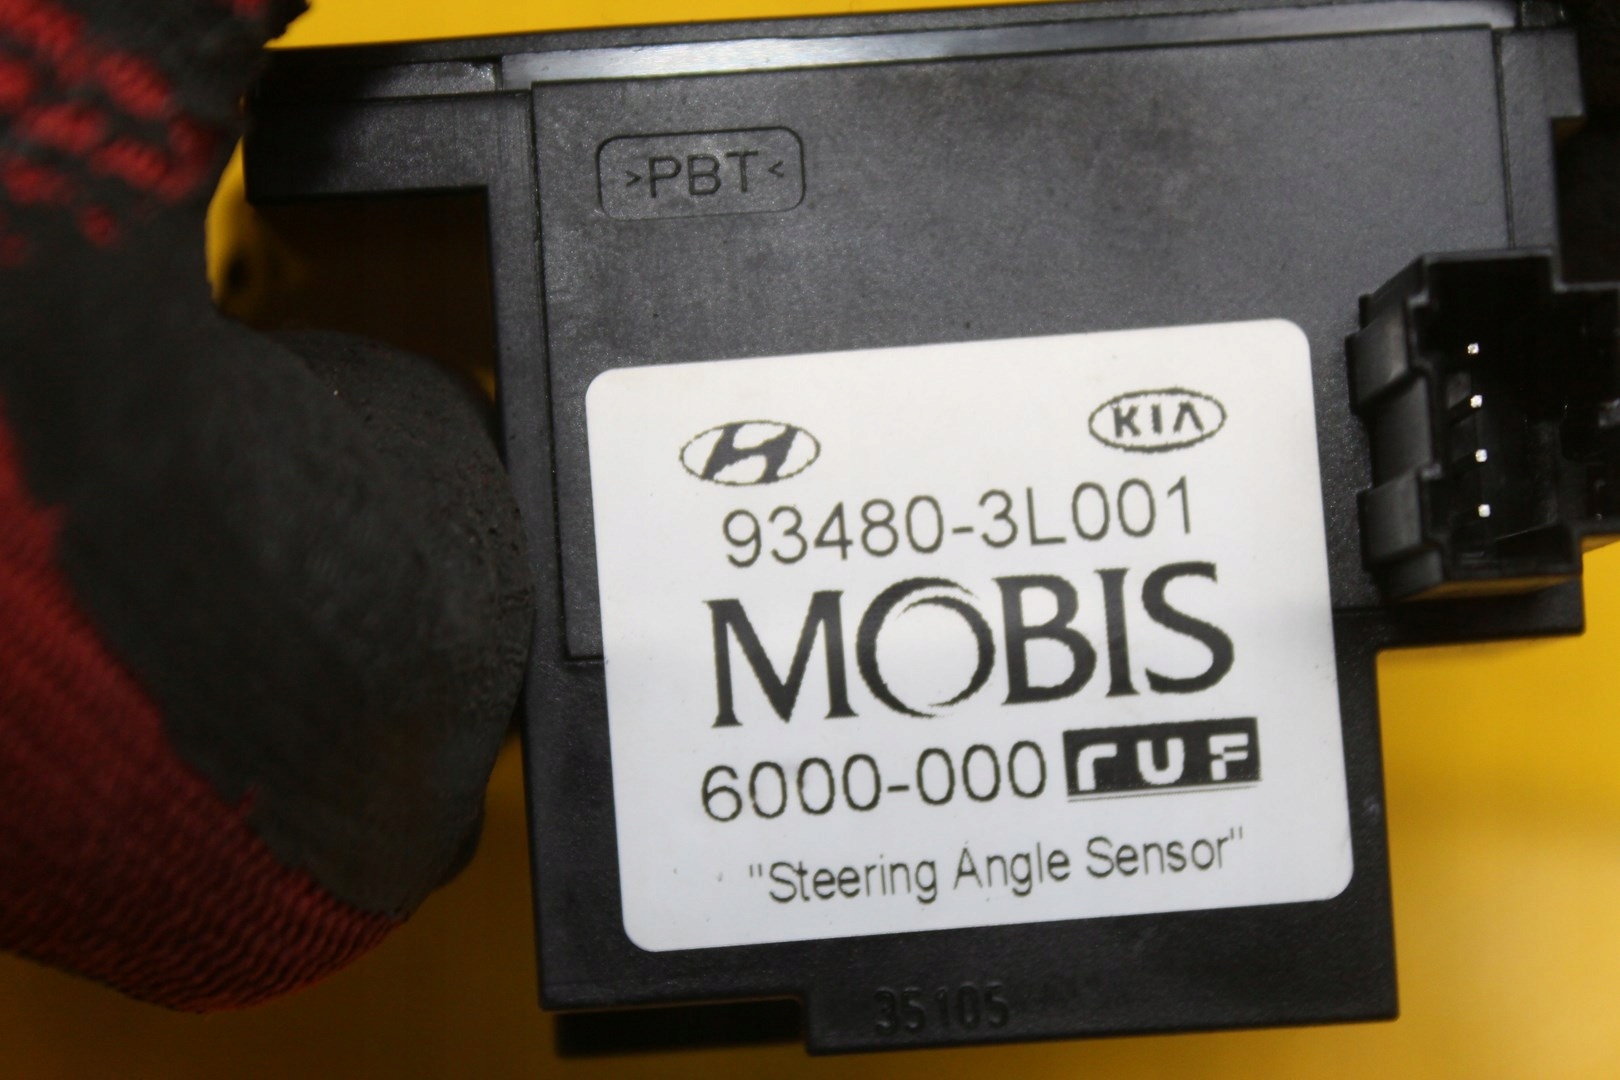 >PBT<
KIA
93480-3L001
MOBIS
6000-000 ruF
"Steering Angle Sensor"
35105